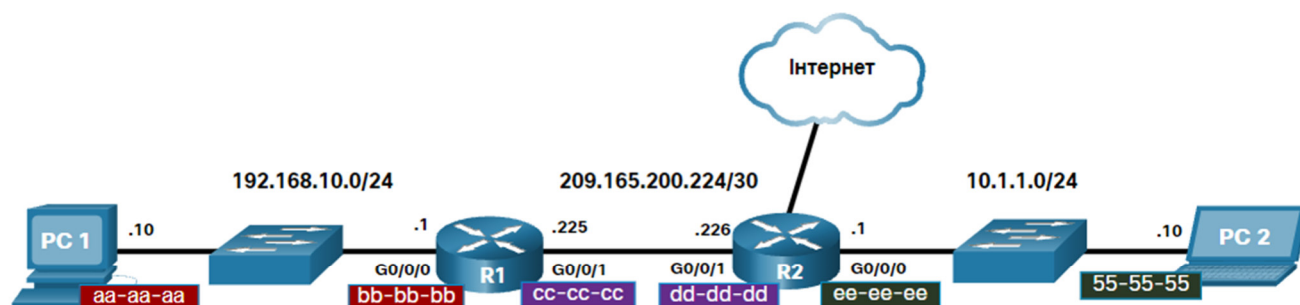 Інтернет
192.168.10.0/24
209.165.200.224/30
10.1.1.0/24
PC 1
.10
.1
R1
.225
.226
R2
.1
.10
PC 2
G0/0/0
G0/0/1
G0/0/1
G0/0/0
aa-aa-aa
bb-bb-bb
cc-cc-cc
dd-dd-dd
ee-ee-ee
55-55-55